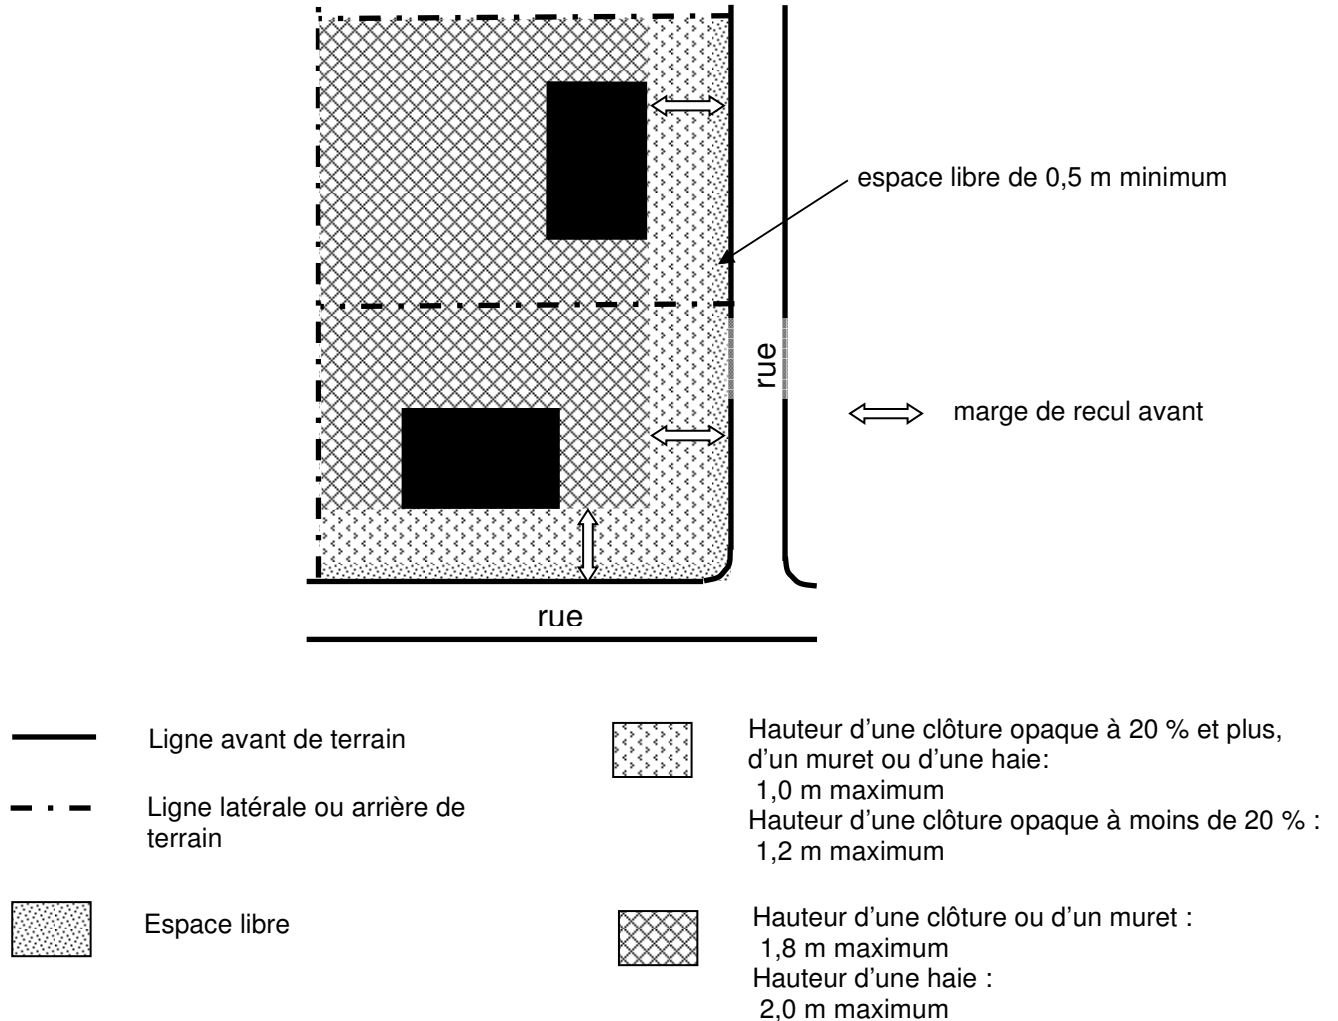 espace libre de 0,5 m minimum
rue
marge de recul avant
rue
Ligne avant de terrain
Ligne latérale ou arrière de
terrain
Espace libre
Hauteur d’une clôture opaque à 20 % et plus,
d’un muret ou d’une haie:
1,0 m maximum
Hauteur d’une clôture opaque à moins de 20 % :
1,2 m maximum
Hauteur d’une clôture ou d’un muret :
1,8 m maximum
Hauteur d’une haie :
2,0 m maximum